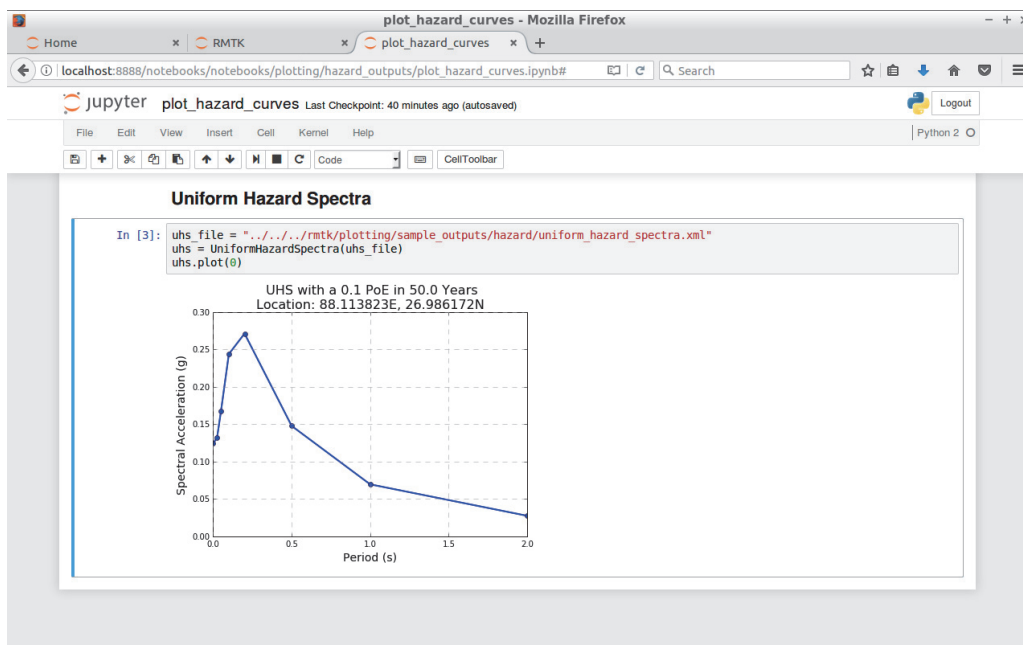 plot_hazard_curves - Mozilla Firefox
Home
RMTK
plot_hazard_curves
localhost:8888/notebooks/notebooks/plotting/hazard_outputs/plot_hazard_curves.ipynb#
Search
jupyter plot_hazard_curves Last Checkpoint: 40 minutes ago (autosaved)
Logout
File Edit View Insert Cell Kernel Help
Python 2
Code
CellToolbar
Uniform Hazard Spectra
In [3]: uhs_file = "../../../rmtk/plotting/sample_outputs/hazard/uniform_hazard_spectra.xml"
uhs = UniformHazardSpectra(uhs_file)
uhs.plot(0)
UHS with a 0.1 PoE in 50.0 Years
Location: 88.113823E, 26.986172N
Spectral Acceleration (g)
0.30
0.25
0.20
0.15
0.10
0.05
0.00
0.0 0.5 1.0 1.5 2.0
Period (s)